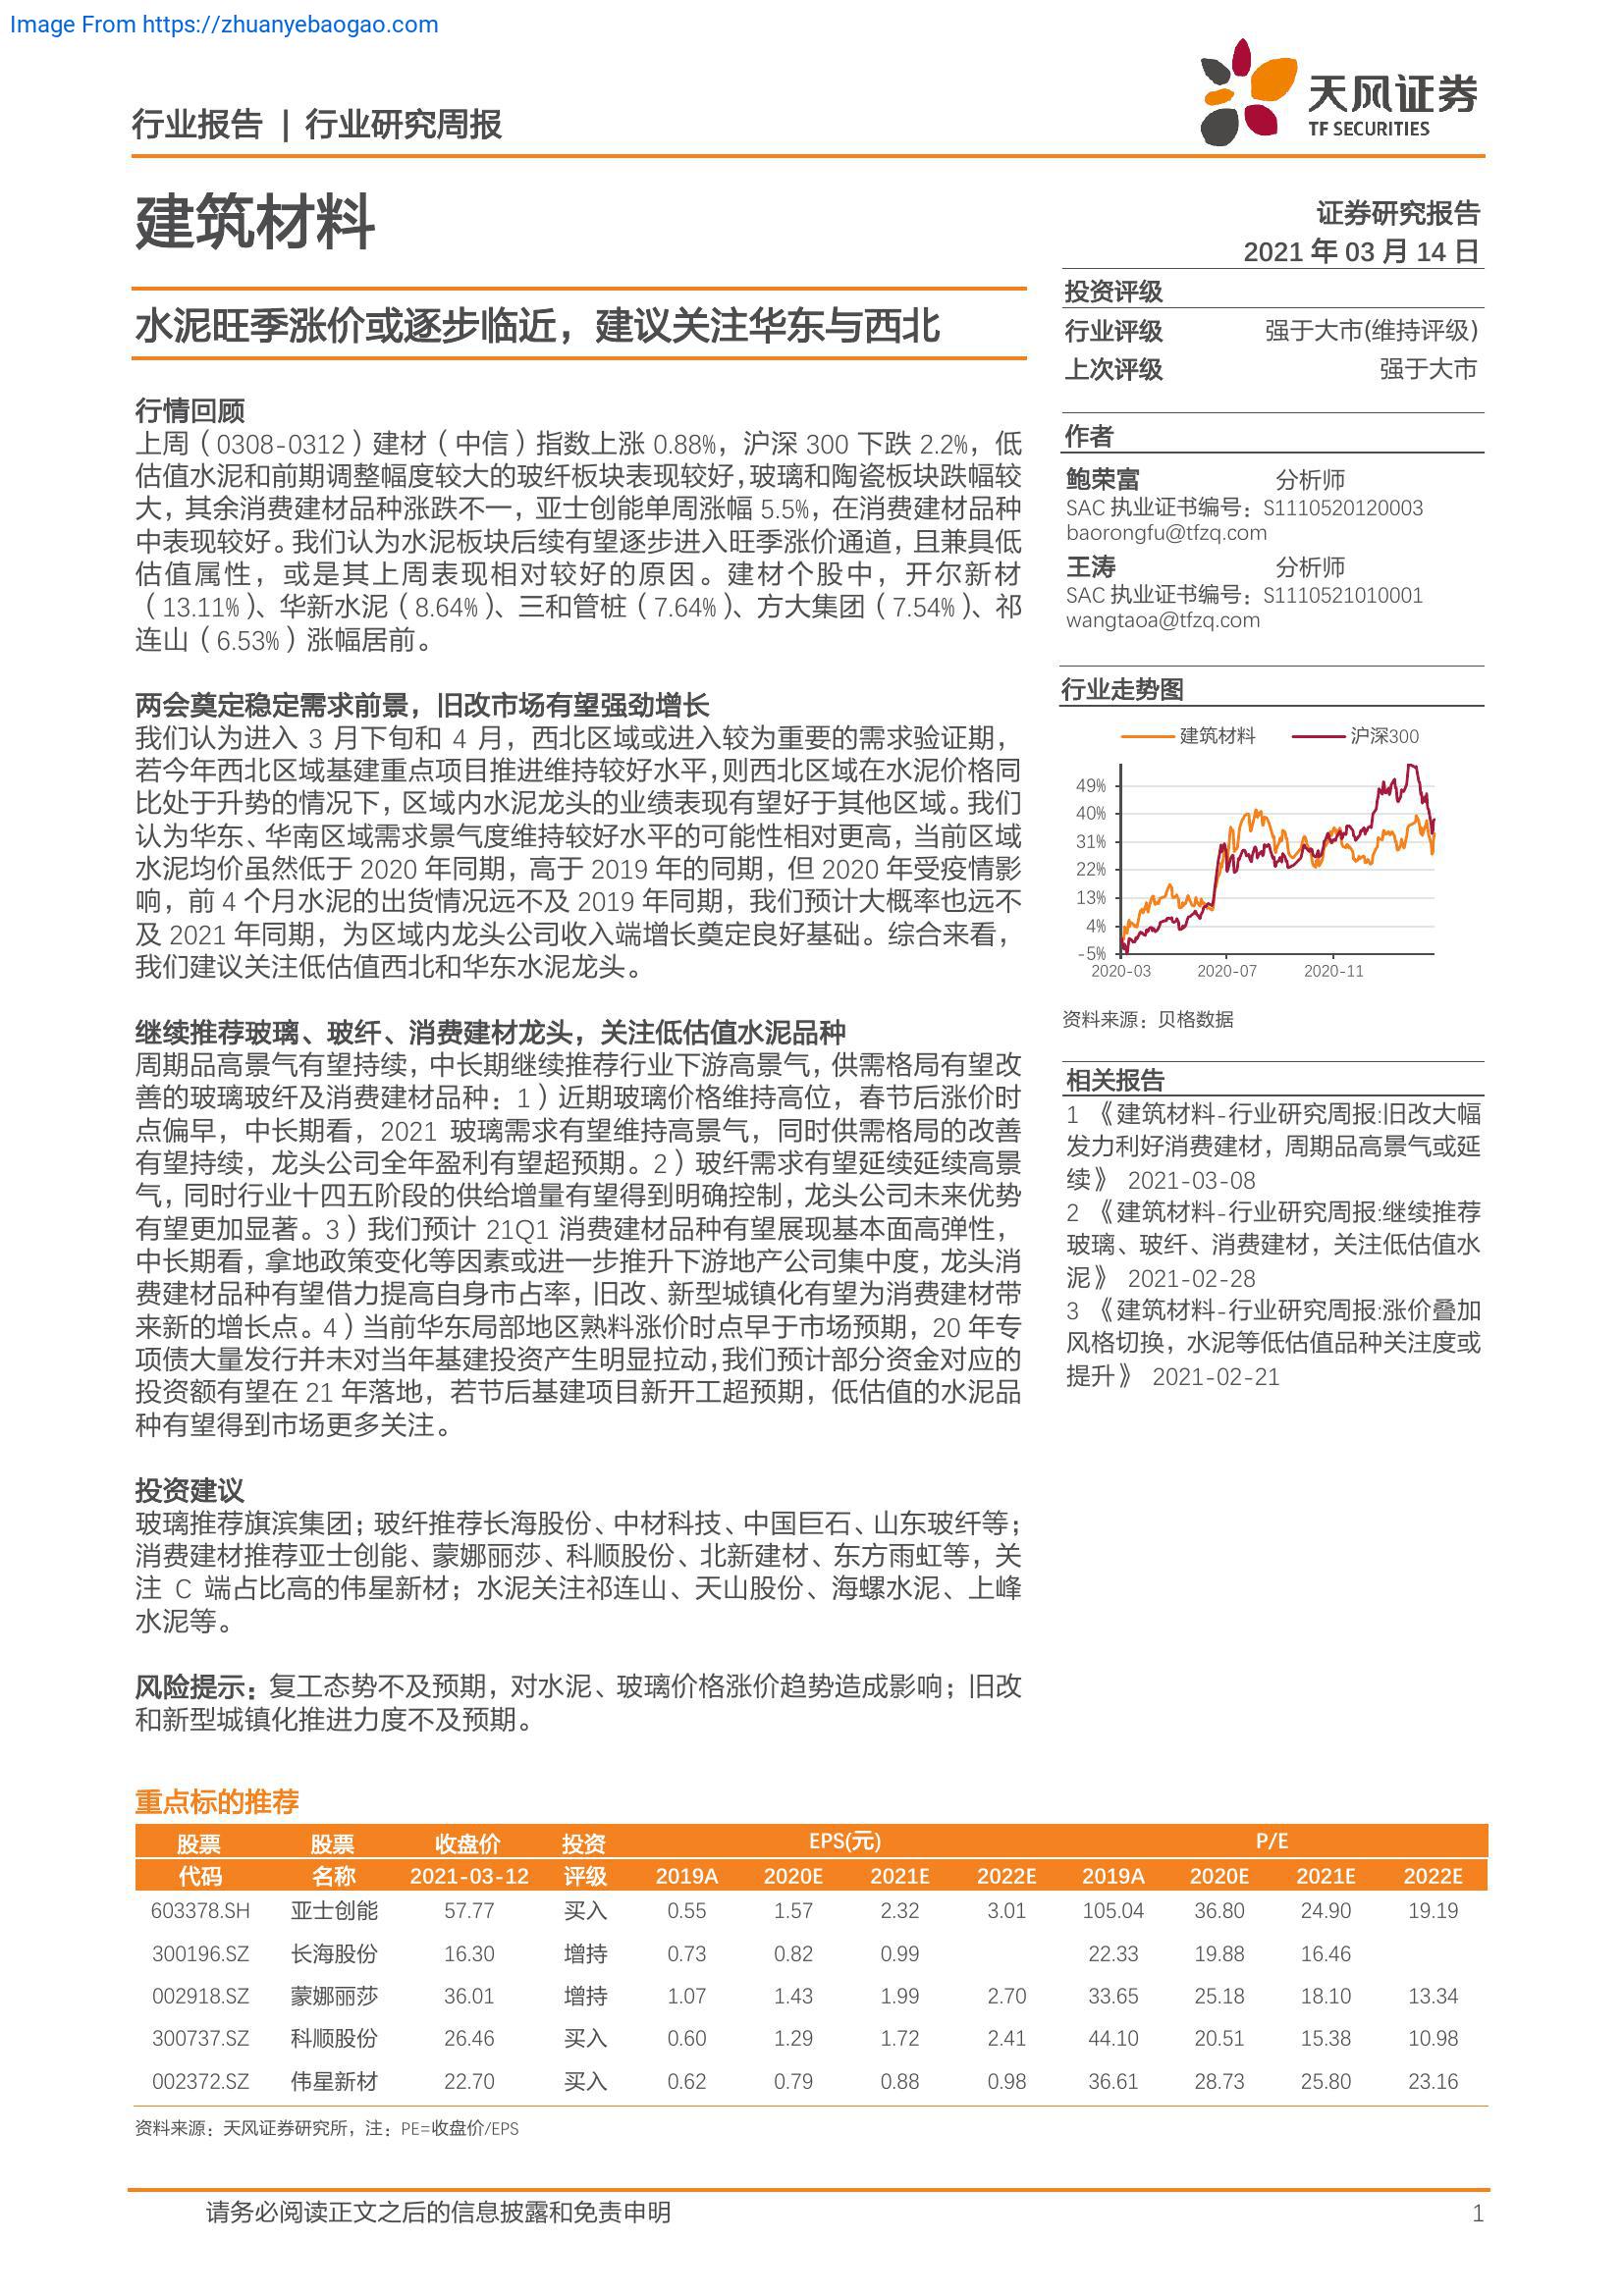 Image From https://zhuanyebaogao.com
行业报告 | 行业研究周报
天风证券
TF SECURITIES
建筑材料
证券研究报告
2021 年 03 月 14 日
水泥旺季涨价或逐步临近，建议关注华东与西北
行情回顾
上周（0308-0312）建材（中信）指数上涨 0.88%，沪深 300 下跌 2.2%，低
估值水泥和前期调整幅度较大的玻纤板块表现较好，玻璃和陶瓷板块跌幅较
大，其余消费建材品种涨跌不一，亚士创能单周涨幅 5.5%，在消费建材品种
中表现较好。我们认为水泥板块后续有望逐步进入旺季涨价通道，且兼具低
估值属性，或是其上周表现相对较好的原因。建材个股中，开尔新材
（13.11%）、华新水泥（8.64%）、三和管桩（7.64%）、方大集团（7.54%）、祁
连山（6.53%）涨幅居前。
两会奠定稳定需求前景，旧改市场有望强劲增长
我们认为进入 3 月下旬和 4 月，西北区域或进入较为重要的需求验证期，
若今年西北区域基建重点项目推进维持较好水平，则西北区域在水泥价格同
比处于升势的情况下，区域内水泥龙头的业绩表现有望好于其他区域。我们
认为华东、华南区域需求景气度维持较好水平的可能性相对更高，当前区域
水泥均价虽然低于 2020 年同期，高于 2019 年的同期，但 2020 年受疫情影
响，前 4 个月水泥的出货情况远不及 2019 年同期，我们预计大概率也远不
及 2021 年同期，为区域内龙头公司收入端增长奠定良好基础。综合来看，
我们建议关注低估值西北和华东水泥龙头。
继续推荐玻璃、玻纤、消费建材龙头，关注低估值水泥品种
周期品高景气有望持续，中长期继续推荐行业下游高景气，供需格局有望改
善的玻璃玻纤及消费建材品种：1）近期玻璃价格维持高位，春节后涨价时
点偏早，中长期看，2021 玻璃需求有望维持高景气，同时供需格局的改善
有望持续，龙头公司全年盈利有望超预期。2）玻纤需求有望延续延续高景
气，同时行业十四五阶段的供给增量有望得到明确控制，龙头公司未来优势
有望更加显著。3）我们预计 21Q1 消费建材品种有望展现基本面高弹性，
中长期看，拿地政策变化等因素或进一步推升下游地产公司集中度，龙头消
费建材品种有望借力提高自身市占率，旧改、新型城镇化有望为消费建材带
来新的增长点。4）当前华东局部地区熟料涨价时点早于市场预期，20 年专
项债大量发行并未对当年基建投资产生明显拉动，我们预计部分资金对应的
投资额有望在 21 年落地，若节后基建项目新开工超预期，低估值的水泥品
种有望得到市场更多关注。
投资建议
玻璃推荐旗滨集团；玻纤推荐长海股份、中材科技、中国巨石、山东玻纤等；
消费建材推荐亚士创能、蒙娜丽莎、科顺股份、北新建材、东方雨虹等，关
注 C 端占比高的伟星新材；水泥关注祁连山、天山股份、海螺水泥、上峰
水泥等。
风险提示：复工态势不及预期，对水泥、玻璃价格涨价趋势造成影响；旧改
和新型城镇化推进力度不及预期。
投资评级
行业评级 强于大市(维持评级)
上次评级 强于大市
作者
鲍荣富 分析师
SAC 执业证书编号：S1110520120003
baorongfu@tfzq.com
王涛 分析师
SAC 执业证书编号：S1110521010001
wangtaoa@tfzq.com
行业走势图
建筑材料 沪深300
49%
40%
31%
22%
13%
4%
-5%
2020-03 2020-07 2020-11
资料来源：贝格数据
相关报告
1 《建筑材料-行业研究周报:旧改大幅
发力利好消费建材，周期品高景气或延
续》 2021-03-08
2 《建筑材料-行业研究周报:继续推荐
玻璃、玻纤、消费建材，关注低估值水
泥》 2021-02-28
3 《建筑材料-行业研究周报:涨价叠加
风格切换，水泥等低估值品种关注度或
提升》 2021-02-21
重点标的推荐
股票 股票 收盘价 投资 EPS(元) P/E
代码 名称 2021-03-12 评级 2019A 2020E 2021E 2022E 2019A 2020E 2021E 2022E
603378.SH 亚士创能 57.77 买入 0.55 1.57 2.32 3.01 105.04 36.80 24.90 19.19
300196.SZ 长海股份 16.30 增持 0.73 0.82 0.99 22.33 19.88 16.46
002918.SZ 蒙娜丽莎 36.01 增持 1.07 1.43 1.99 2.70 33.65 25.18 18.10 13.34
300737.SZ 科顺股份 26.46 买入 0.60 1.29 1.72 2.41 44.10 20.51 15.38 10.98
002372.SZ 伟星新材 22.70 买入 0.62 0.79 0.88 0.98 36.61 28.73 25.80 23.16
资料来源：天风证券研究所，注：PE=收盘价/EPS
请务必阅读正文之后的信息披露和免责申明 1